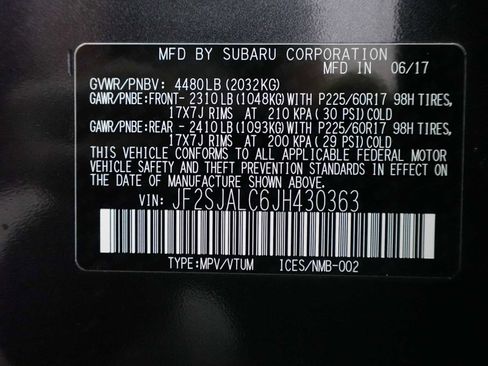 MFD BY SUBARU CORPORATION
MFD IN 06/17
GVWR/PNBV: 4480LB(2032KG)
GAWR/PNBE:FRONT- 2310LB(1048KG)WITH P225/60R17 98H TIRES,
17X7J RIMS AT 210 KPA(30 PSI)COLD
GAWR/PNBE:REAR - 2410LB(1093KG)WITH P225/60R17 98H TIRES,
17X7J RIMS AT 200 KPA(29 PSI)COLD
THIS VEHICLE CONFORMS TO ALL APPLICABLE FEDERAL MOTOR
VEHICLE SAFETY AND THEFT PREVENTION STANDARDS IN EFFECT ON
THE DATE OF MANUFACTURE SHOWN ABOVE.
VIN: JF2SJALC6JH430363
TYPE:MPV/VTUM ICES/NMB-002